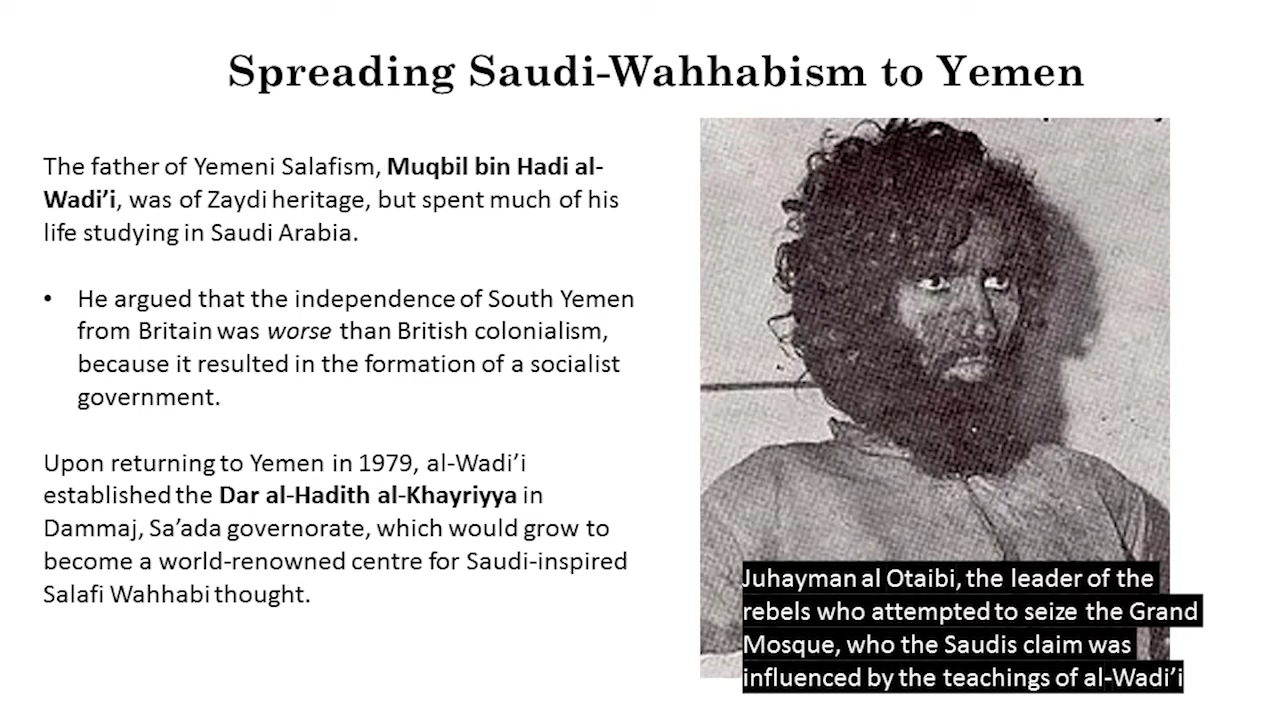 Spreading Saudi-Wahhabism to Yemen
The father of Yemeni Salafism, Muqbil bin Hadi al-
Wadi’i, was of Zaydi heritage, but spent much of his
life studying in Saudi Arabia.
• He argued that the independence of South Yemen
from Britain was worse than British colonialism,
because it resulted in the formation of a socialist
government.
Upon returning to Yemen in 1979, al-Wadi’i
established the Dar al-Hadith al-Khayriyya in
Dammaj, Sa’ada governorate, which would grow to
become a world-renowned centre for Saudi-inspired
Salafi Wahhabi thought.
Juhayman al Otaibi, the leader of the
rebels who attempted to seize the Grand
Mosque, who the Saudis claim was
influenced by the teachings of al-Wadi’i